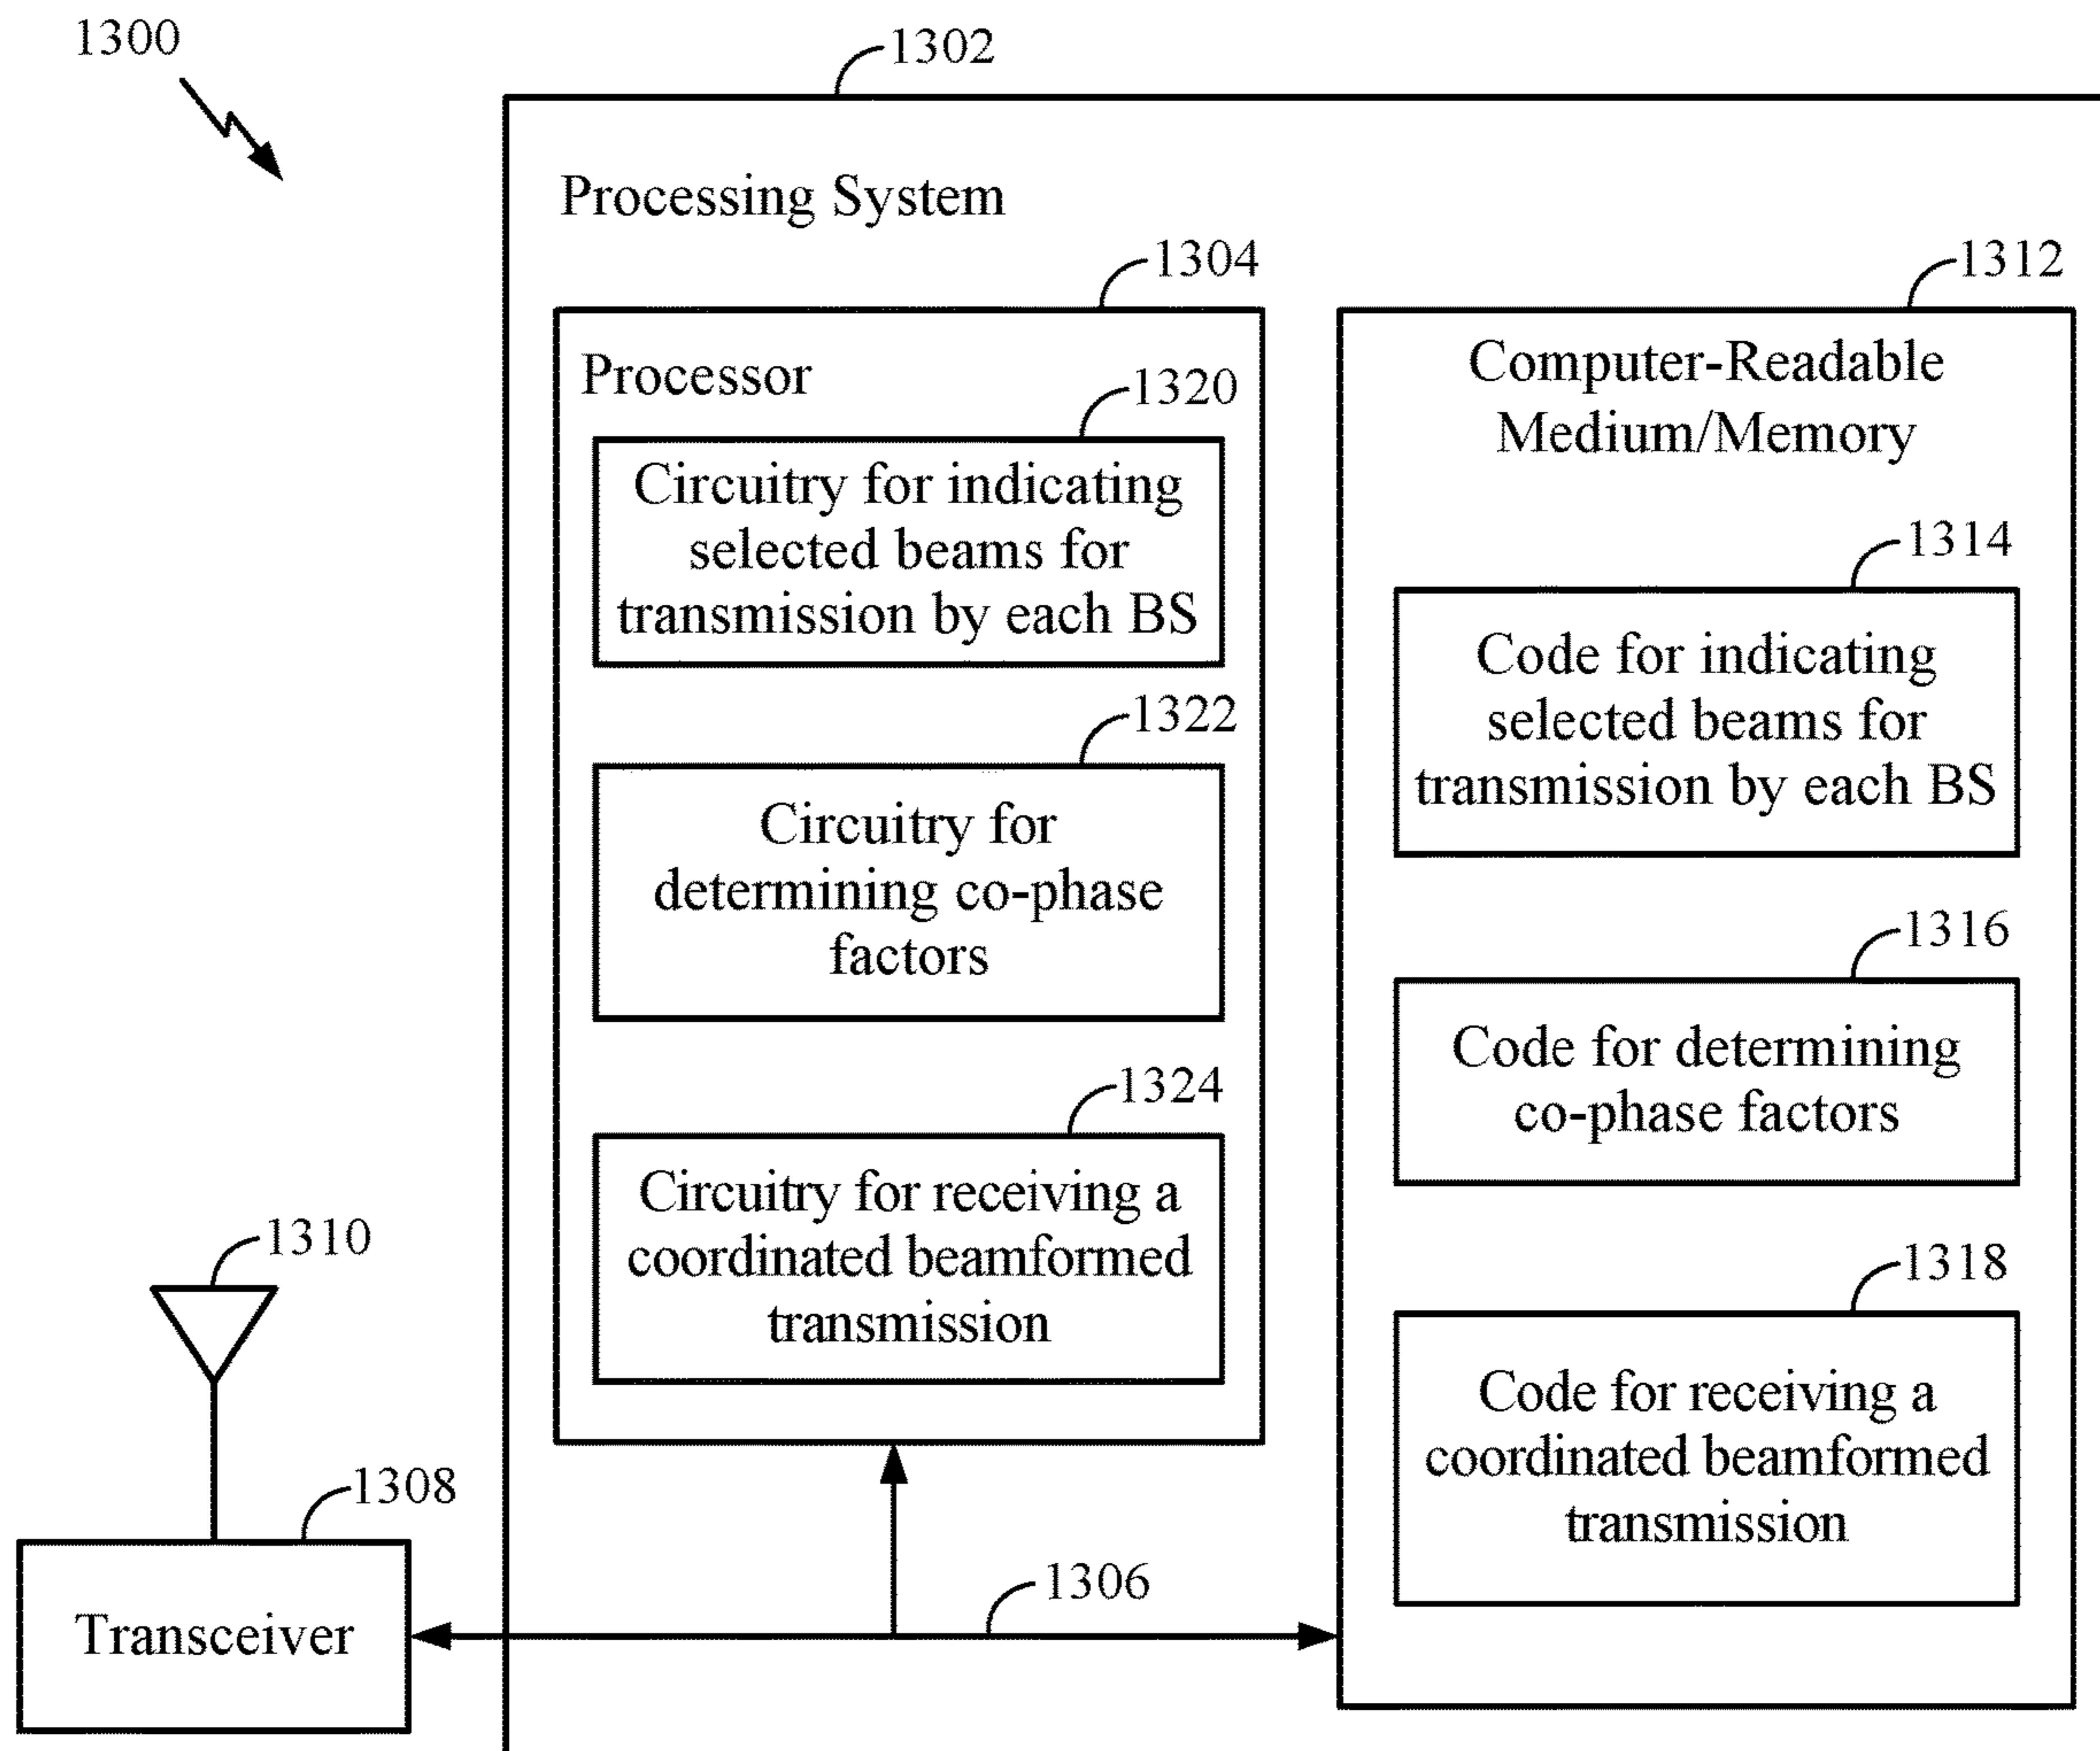 1300
1302
Processing System
1304
Processor
1320
Circuitry for indicating
selected beams for
transmission by each BS
1322
Circuitry for
determining co-phase
factors
1324
Circuitry for receiving a
coordinated beamformed
transmission
1312
Computer-Readable
Medium/Memory
1314
Code for indicating
selected beams for
transmission by each BS
1316
Code for determining
co-phase factors
1318
Code for receiving a
coordinated beamformed
transmission
1310
1308
Transceiver
1306